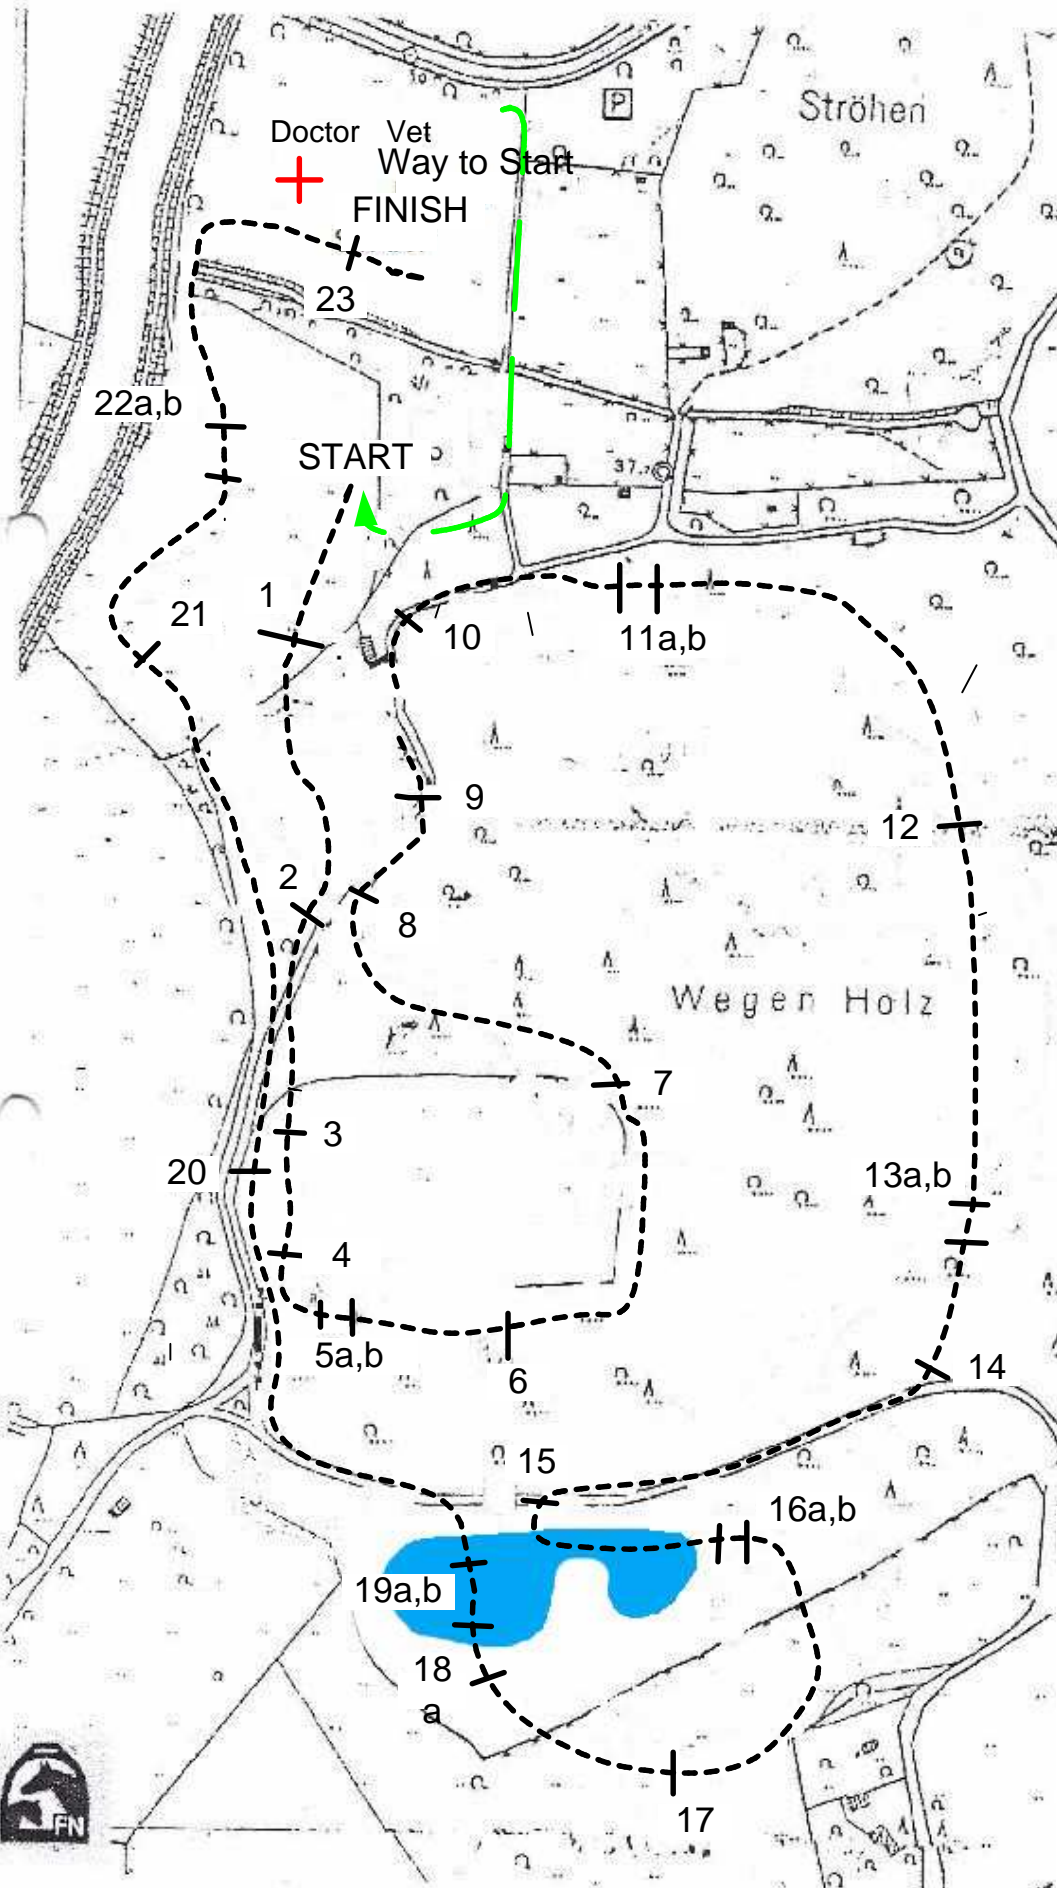 P
Ströhen
Doctor Vet
Way to Start
FINISH
23
22a,b
START
37.
1
21
10
11a,b
9
12
2
8
Wegen Holz
7
3
20
13a,b
4
5a,b
6
14
15
16a,b
19a,b
18
a
17
FN